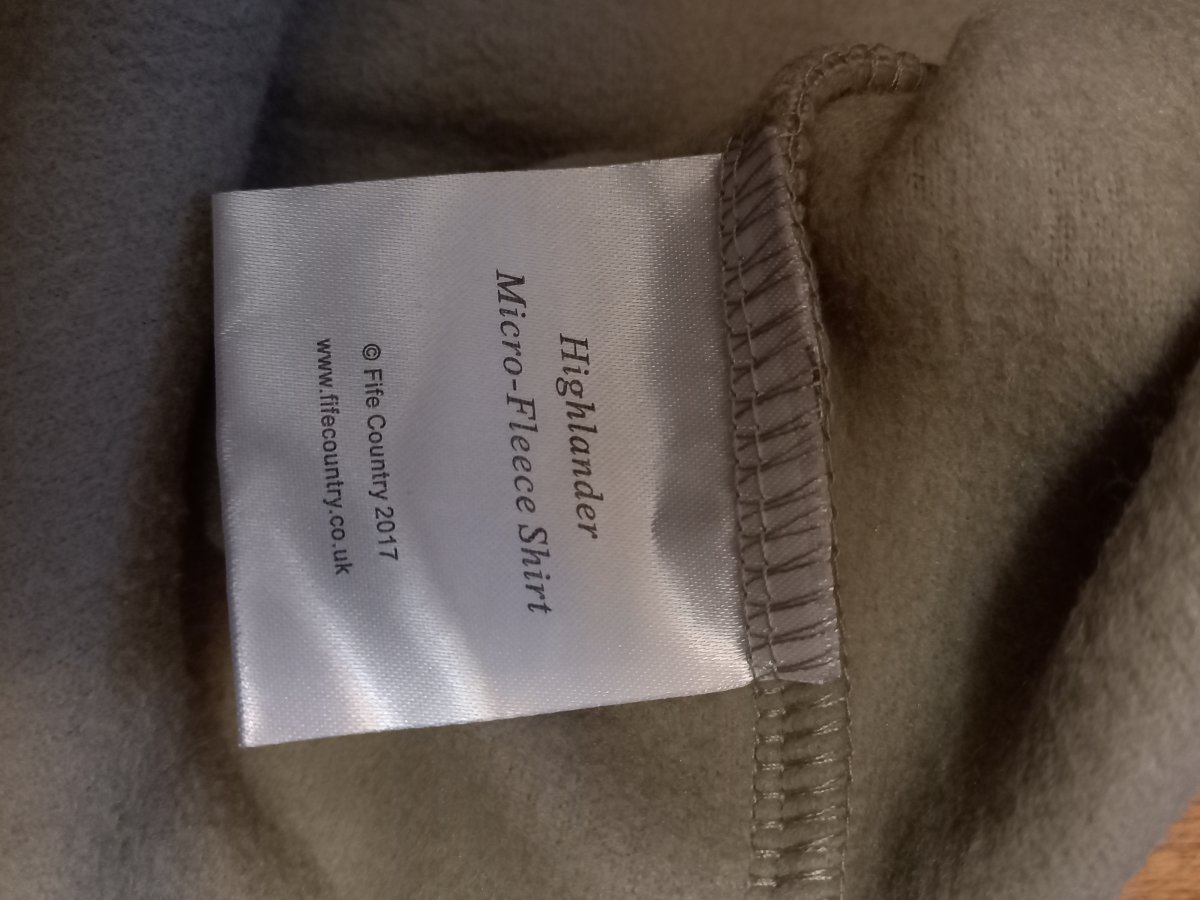 Highlander
Micro-Fleece Shirt
© Fife Country 2017
www.fifecountry.co.uk